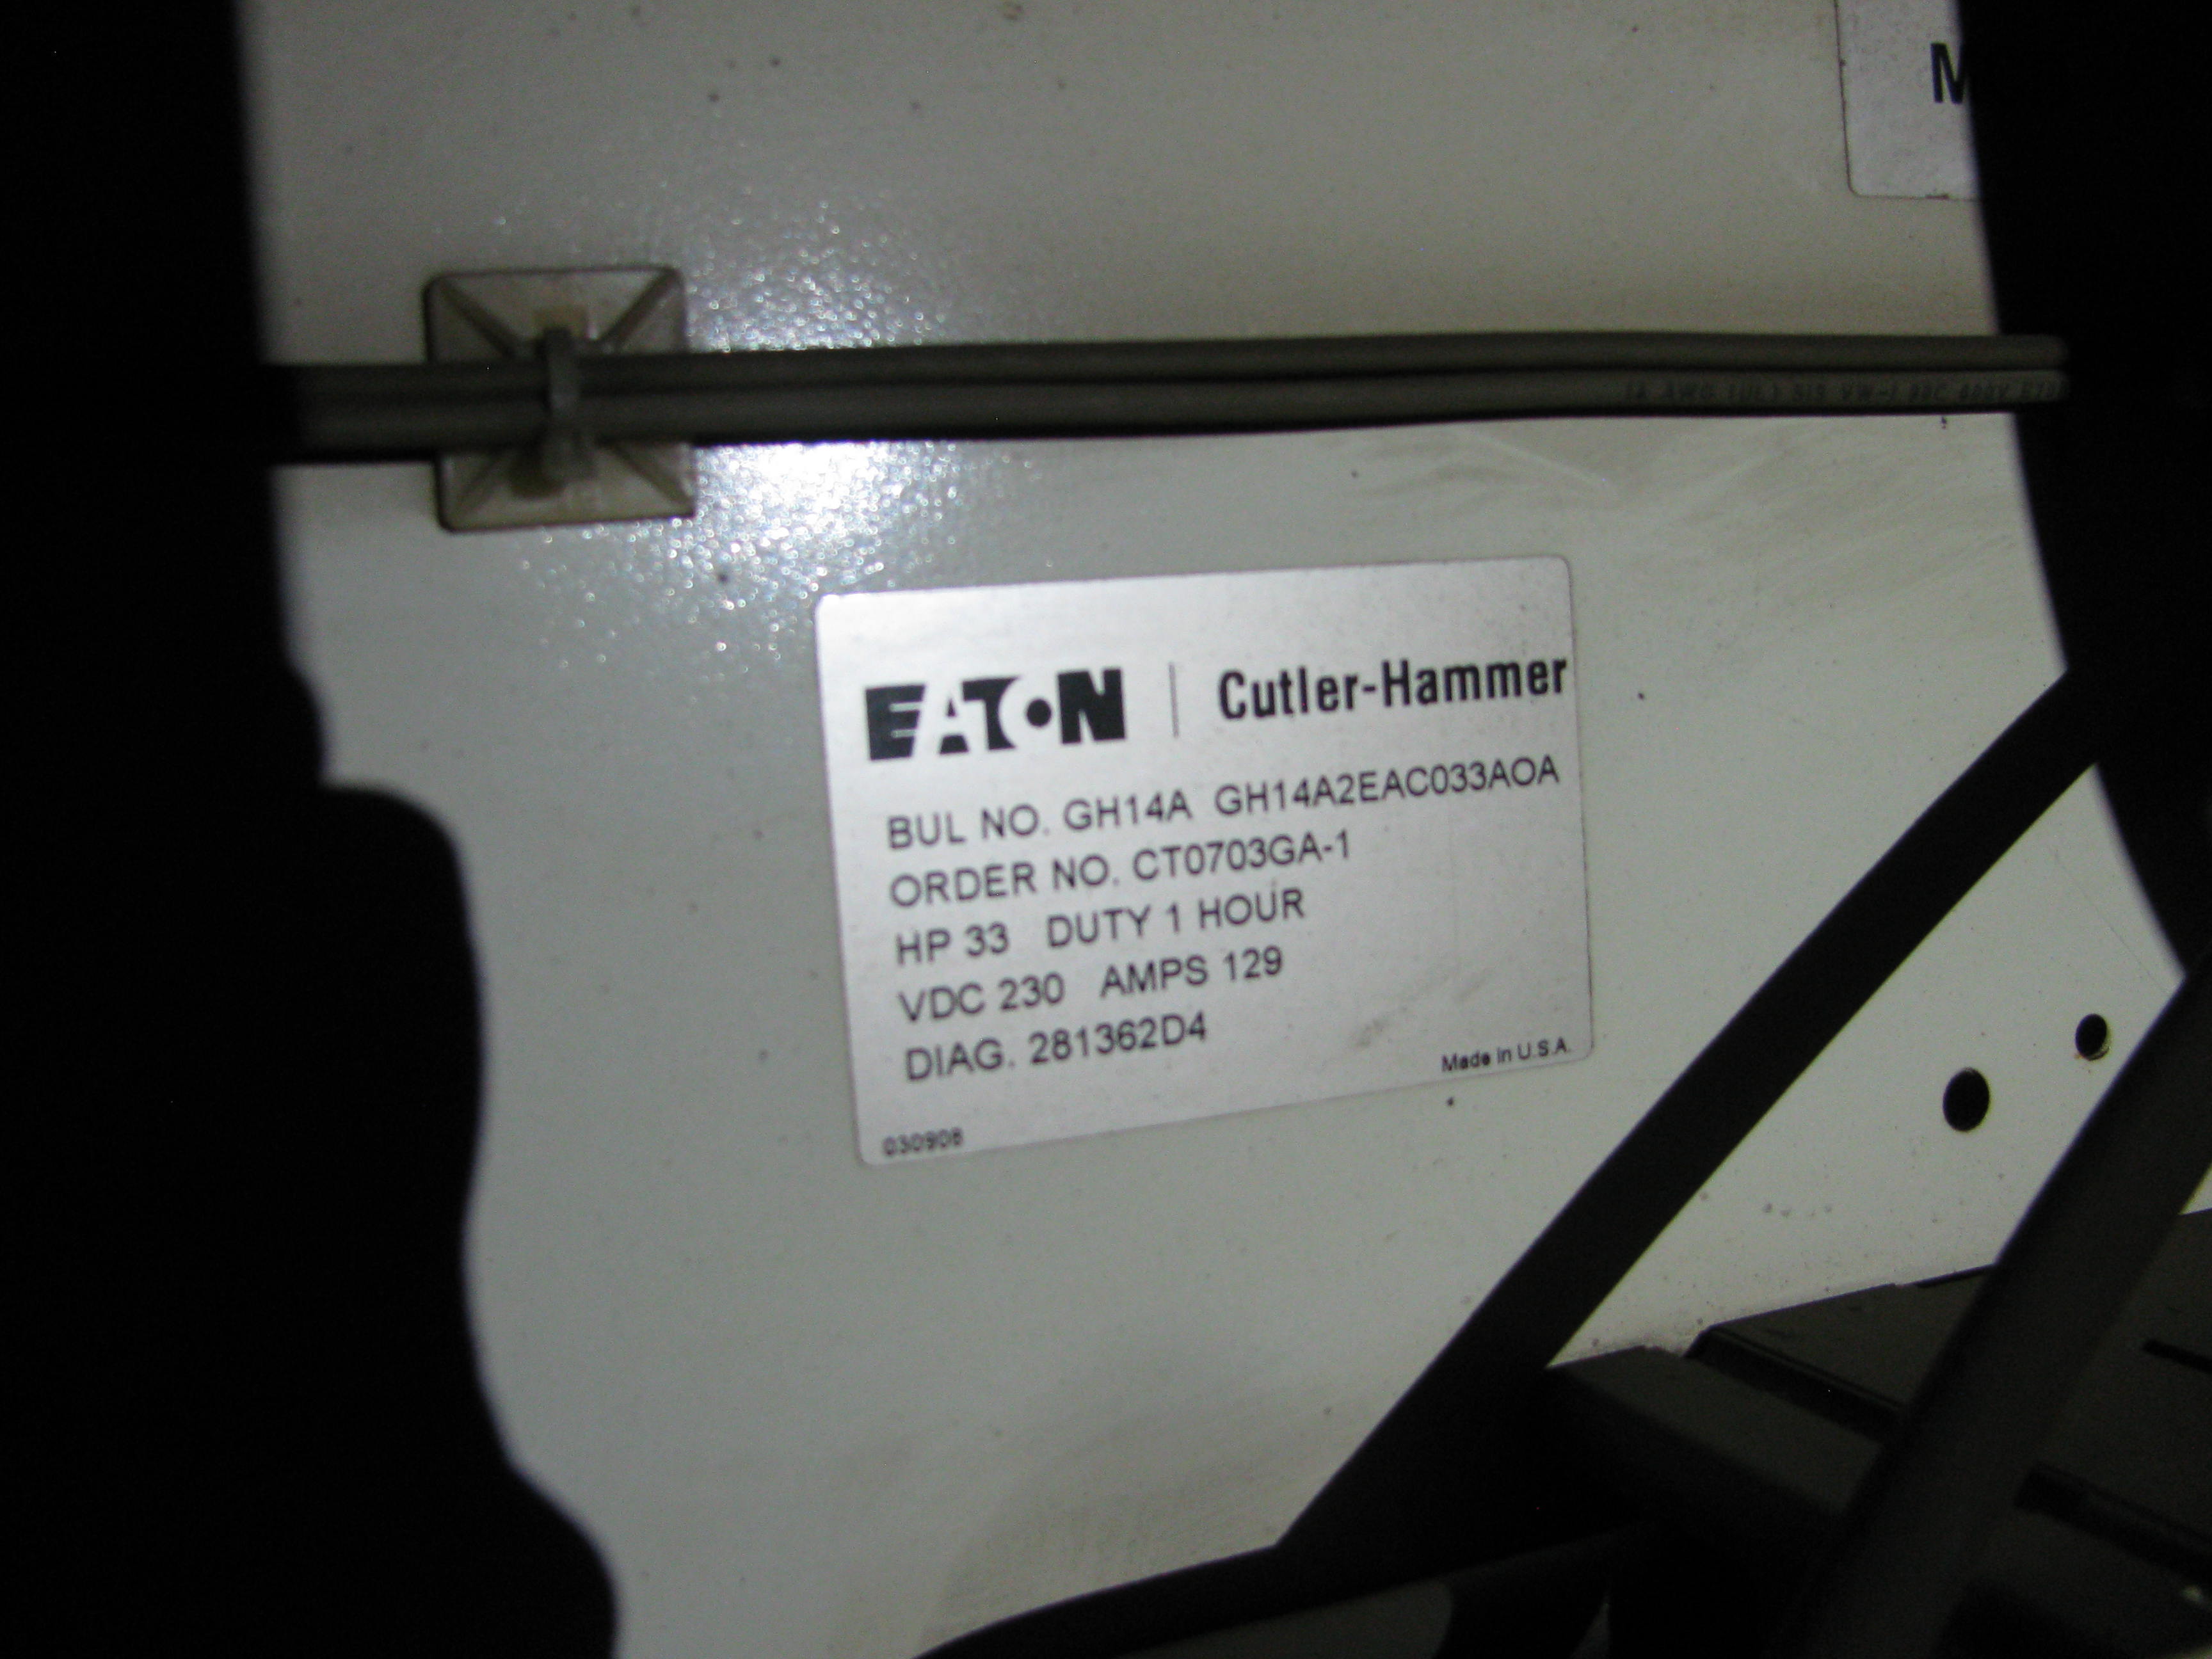 M
EATON | Cutler-Hammer
BUL NO. GH14A GH14A2EAC033AOA
ORDER NO. CT0703GA-1
HP 33 DUTY 1 HOUR
VDC 230 AMPS 129
DIAG. 281362D4
Made in U.S.A.
030908